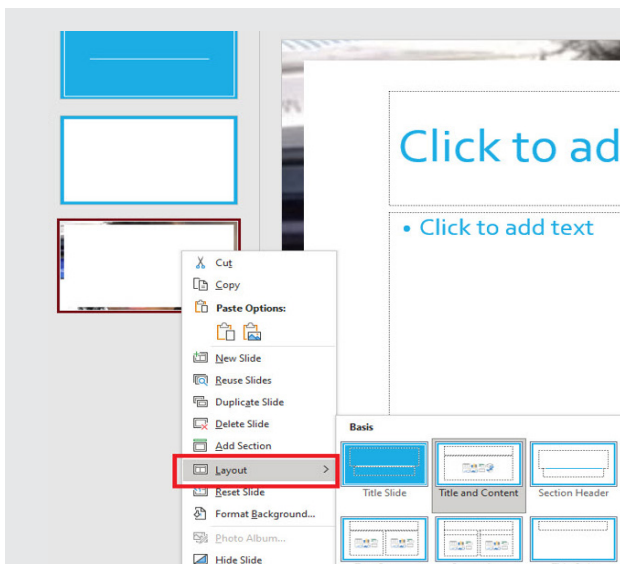 Click to ad
• Click to add text
Cut
Copy
Paste Options:
New Slide
Reuse Slides
Duplicate Slide
Delete Slide
Add Section
Layout >
Reset Slide
Format Background...
Photo Album...
Hide Slide
Basis
Title Slide
Title and Content
Section Header